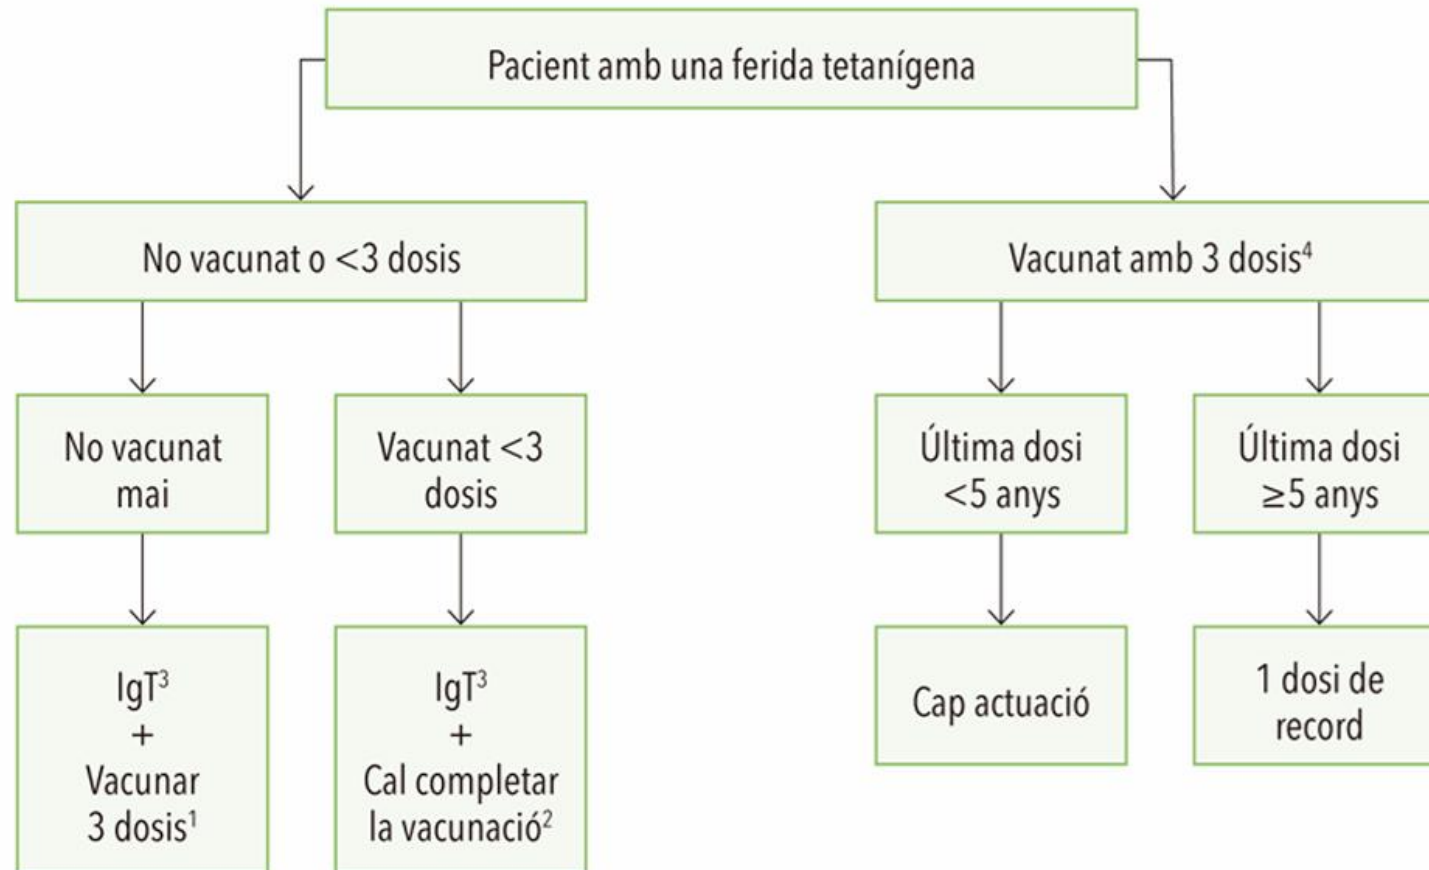 Pacient amb una ferida tetanígena
No vacunat o <3 dosis
Vacunat amb 3 dosis⁴
No vacunat
mai
Vacunat <3
dosis
Última dosi
<5 anys
Última dosi
≥5 anys
IgT³
+
Vacunar
3 dosis¹
IgT³
+
Cal completar
la vacunació²
Cap actuació
1 dosi de
record